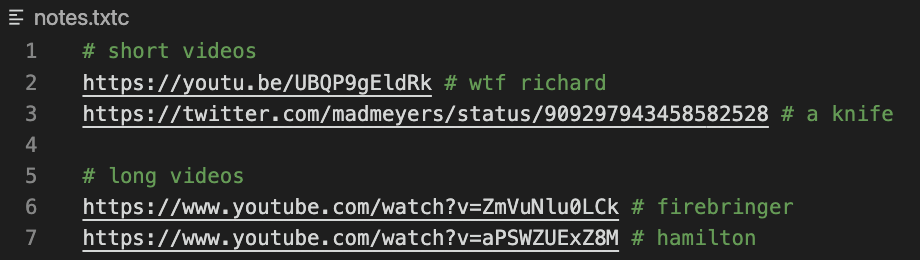 notes.txtc
1 # short videos
2 https://youtu.be/UBQP9gEldRk # wtf richard
3 https://twitter.com/madmeyers/status/909297943458582528 # a knife
4
5 # long videos
6 https://www.youtube.com/watch?v=ZmVuNlu0LCk # firebringer
7 https://www.youtube.com/watch?v=aPSWZUExZ8M # hamilton